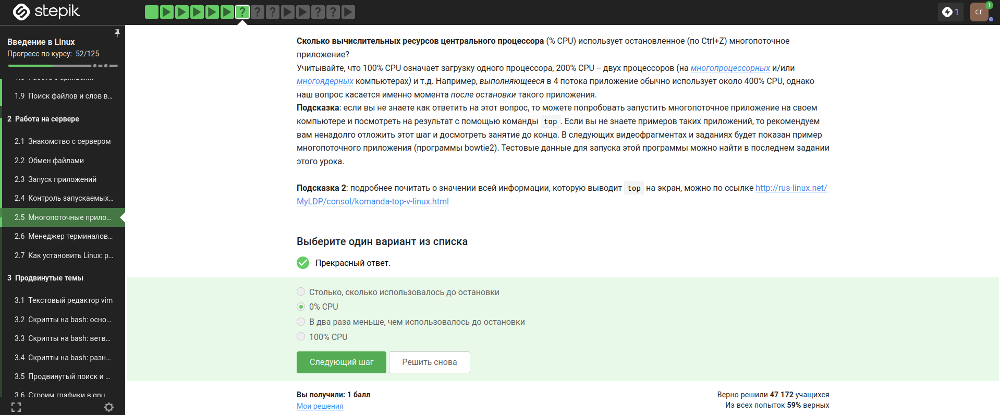 stepik
? ? ? ? ?
1
СГ
1
Введение в Linux
Прогресс по курсу: 52/125
1.8 Работа с архивами
1.9 Поиск файлов и слов в...
2 Работа на сервере
2.1 Знакомство с сервером
2.2 Обмен файлами
2.3 Запуск приложений
2.4 Контроль запускаемых...
2.5 Многопоточные прило...
2.6 Менеджер терминалов...
2.7 Как установить Linux: р...
3 Продвинутые темы
3.1 Текстовый редактор vim
3.2 Скрипты на bash: осно...
3.3 Скрипты на bash: ветв...
3.4 Скрипты на bash: разн...
3.5 Продвинутый поиск и ...
3.6 Строим графики в gnu...
Сколько вычислительных ресурсов центрального процессора (% CPU) использует остановленное (по Ctrl+Z) многопоточное
приложение?
Учитывайте, что 100% CPU означает загрузку одного процессора, 200% CPU -- двух процессоров (на многопроцессорных и/или
многоядерных компьютерах) и т.д. Например, выполняющееся в 4 потока приложение обычно использует около 400% CPU, однако
наш вопрос касается именно момента после остановки такого приложения.
Подсказка: если вы не знаете как ответить на этот вопрос, то можете попробовать запустить многопоточное приложение на своем
компьютере и посмотреть на результат с помощью команды top. Если вы не знаете примеров таких приложений, то рекомендуем
вам ненадолго отложить этот шаг и досмотреть занятие до конца. В следующих видеофрагментах и заданиях будет показан пример
многопоточного приложения (программы bowtie2). Тестовые данные для запуска этой программы можно найти в последнем задании
этого урока.
Подсказка 2: подробнее почитать о значении всей информации, которую выводит top на экран, можно по ссылке http://rus-linux.net/
MyLDP/consol/komanda-top-v-linux.html
Выберите один вариант из списка
Прекрасный ответ.
Столько, сколько использовалось до остановки
0% CPU
В два раза меньше, чем использовалось до остановки
100% CPU
Следующий шаг Решить снова
Вы получили: 1 балл
Мои решения
Верно решили 47 172 учащихся
Из всех попыток 59% верных